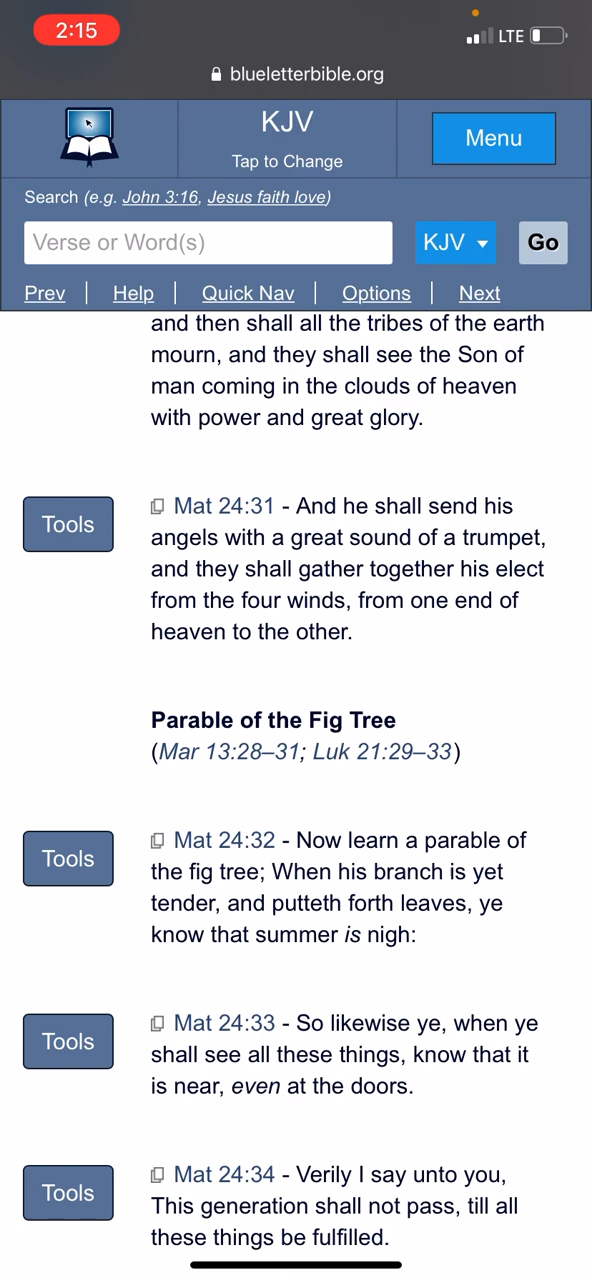 2:15
LTE
blueletterbible.org
KJV
Tap to Change
Menu
Search (e.g. John 3:16, Jesus faith love)
Verse or Word(s)
KJV
Go
Prev | Help | Quick Nav | Options | Next
and then shall all the tribes of the earth
mourn, and they shall see the Son of
man coming in the clouds of heaven
with power and great glory.
Tools
Mat 24:31 - And he shall send his
angels with a great sound of a trumpet,
and they shall gather together his elect
from the four winds, from one end of
heaven to the other.
Parable of the Fig Tree
(Mar 13:28–31; Luk 21:29–33)
Tools
Mat 24:32 - Now learn a parable of
the fig tree; When his branch is yet
tender, and putteth forth leaves, ye
know that summer is nigh:
Tools
Mat 24:33 - So likewise ye, when ye
shall see all these things, know that it
is near, even at the doors.
Tools
Mat 24:34 - Verily I say unto you,
This generation shall not pass, till all
these things be fulfilled.